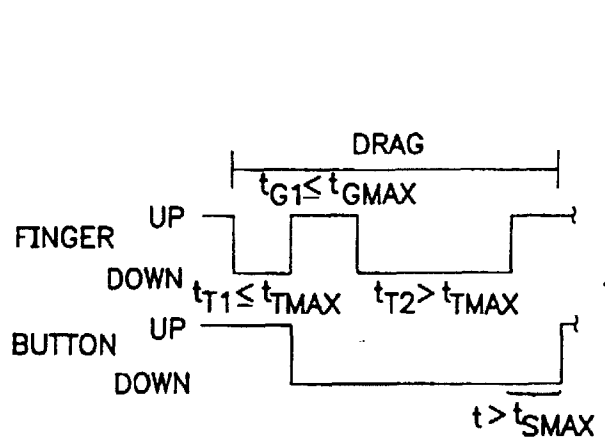 DRAG
tG1≤tGMAX
UP
FINGER
DOWN
tT1≤tTMAX tT2>tTMAX
UP
BUTTON
DOWN
t>tSMAX